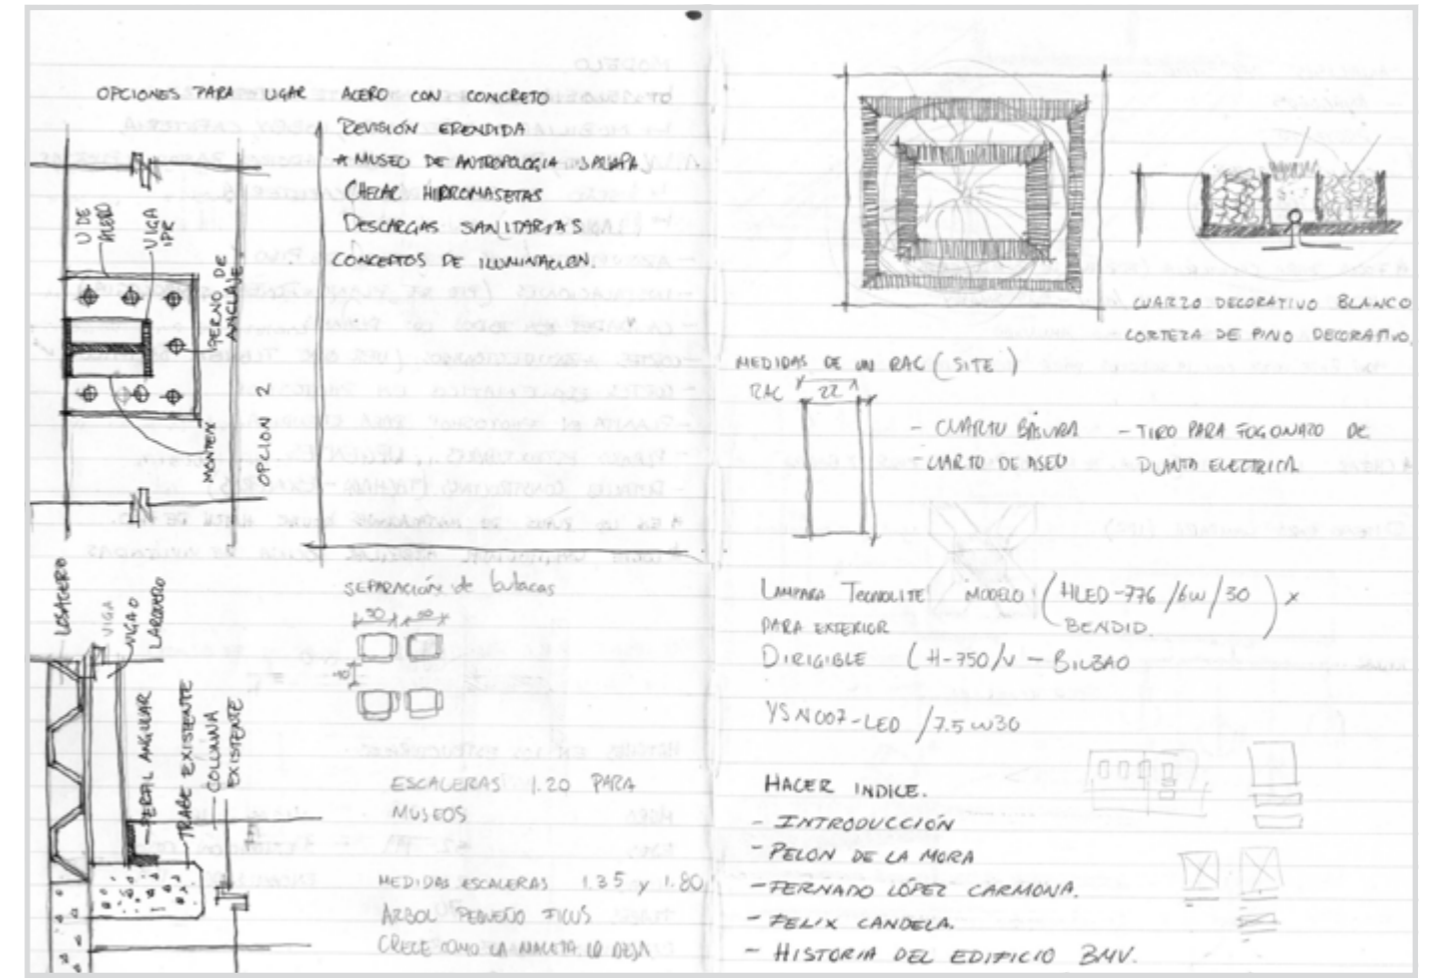 OPCIONES PARA LIGAR ACERO CON CONCRETO
REVISIÓN ERENDIDA
* MUSEO DE ANTROPOLOGIA XALAPA
CHECAR HIDROMASETAS
DESCARGAS SANITARIAS
CONCEPTOS DE ILUMINACION.
U DE ACERO
VIGA IPR
PERNO DE ANCLAJE
OPCION 2
LOSACERO
VIGA
VIGA O LARGUERO
PERFIL ANGULAR
TRABE EXISTENTE
COLUMNA EXISTENTE
SEPARACIÓN de butacas
50
ESCALERAS 1.20 PARA
MUSEOS
MEDIDAS ESCALERAS 1.35 y 1.80
ARBOL PEQUEÑO FICUS
CRECE COMO LA MACETA LO DEJA
CUARZO DECORATIVO BLANCO
CORTEZA DE PINO DECORATIVO.
MEDIDAS DE UN RAC (SITE)
RAC 22
- CUARTO BASURA
- CUARTO DE ASEO
- TIRO PARA FOGONAZO DE
PLANTA ELECTRICA
LAMPARA TECNOLITE MODELO (HLED-776/6W/30) x
PARA EXTERIOR BENDID.
DIRIGIBLE (H-750/V - BILBAO
YSN007-LED /7.5W30
HACER INDICE.
- INTRODUCCIÓN
- PELON DE LA MORA
- FERNADO LÓPEZ CARMONA.
- FELIX CANDELA.
- HISTORIA DEL EDIFICIO BMV.